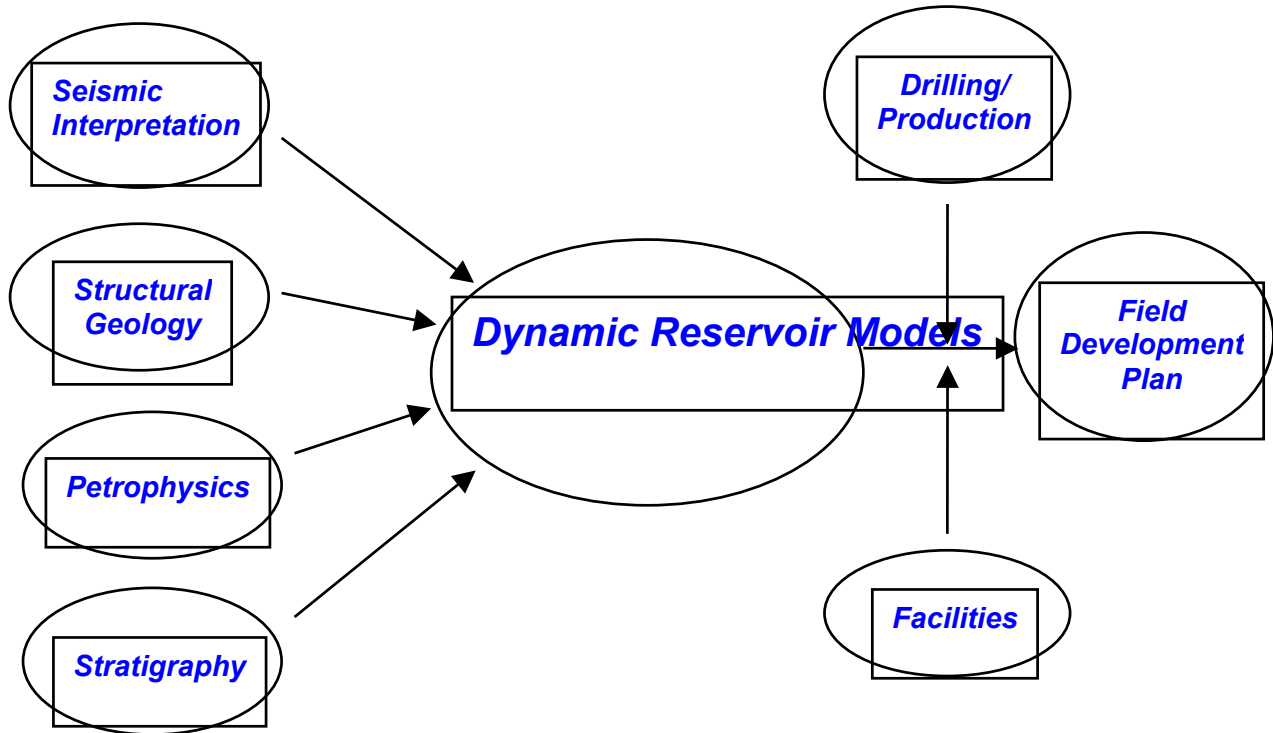 Seismic
Interpretation
Structural
Geology
Petrophysics
Stratigraphy
Dynamic Reservoir Models
Drilling/
Production
Field
Development
Plan
Facilities